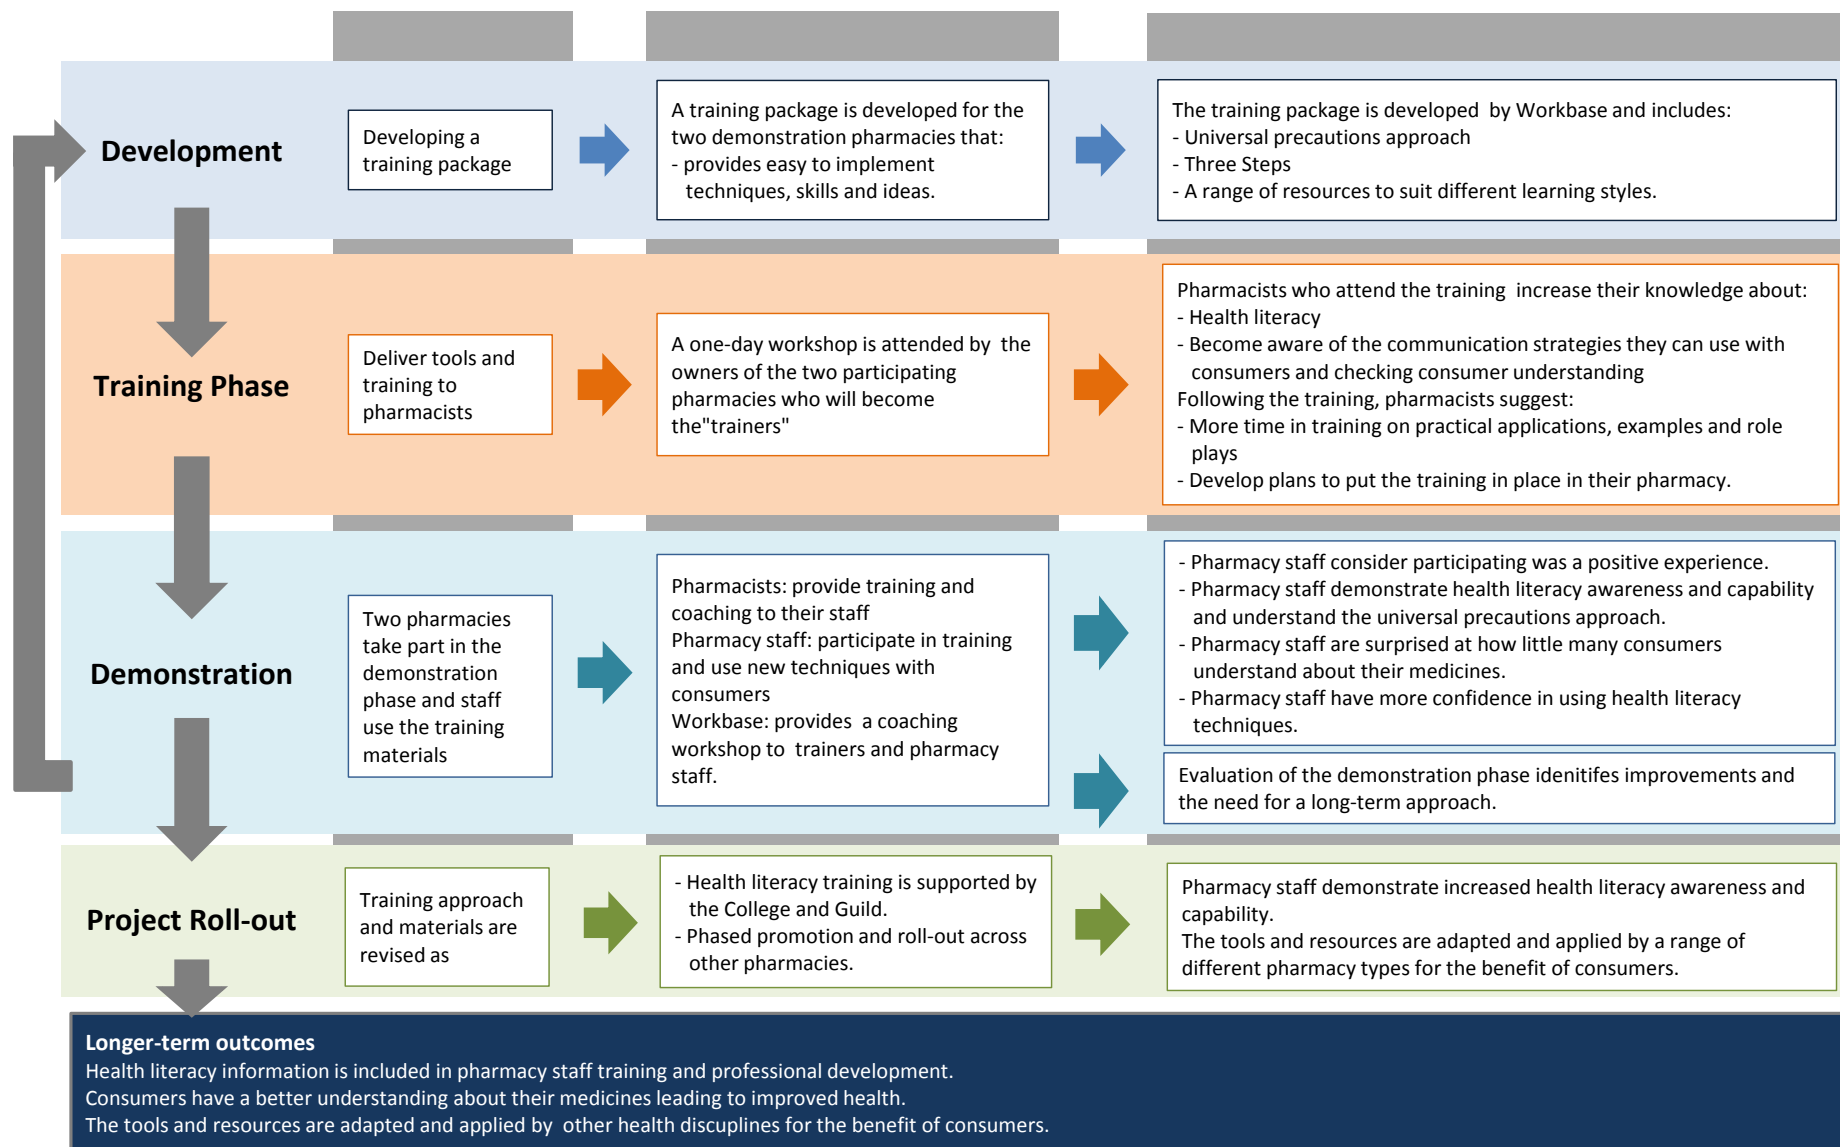 Development
Developing a
training package
A training package is developed for the
two demonstration pharmacies that:
- provides easy to implement
techniques, skills and ideas.
The training package is developed by Workbase and includes:
- Universal precautions approach
- Three Steps
- A range of resources to suit different learning styles.
Training Phase
Deliver tools and
training to
pharmacists
A one-day workshop is attended by the
owners of the two participating
pharmacies who will become
the"trainers"
Pharmacists who attend the training increase their knowledge about:
- Health literacy
- Become aware of the communication strategies they can use with
consumers and checking consumer understanding
Following the training, pharmacists suggest:
- More time in training on practical applications, examples and role
plays
- Develop plans to put the training in place in their pharmacy.
Demonstration
Two pharmacies
take part in the
demonstration
phase and staff
use the training
materials
Pharmacists: provide training and
coaching to their staff
Pharmacy staff: participate in training
and use new techniques with
consumers
Workbase: provides a coaching
workshop to trainers and pharmacy
staff.
- Pharmacy staff consider participating was a positive experience.
- Pharmacy staff demonstrate health literacy awareness and capability
and understand the universal precautions approach.
- Pharmacy staff are surprised at how little many consumers
understand about their medicines.
- Pharmacy staff have more confidence in using health literacy
techniques.
Evaluation of the demonstration phase idenitifes improvements and
the need for a long-term approach.
Project Roll-out
Training approach
and materials are
revised as
- Health literacy training is supported by
the College and Guild.
- Phased promotion and roll-out across
other pharmacies.
Pharmacy staff demonstrate increased health literacy awareness and
capability.
The tools and resources are adapted and applied by a range of
different pharmacy types for the benefit of consumers.
Longer-term outcomes
Health literacy information is included in pharmacy staff training and professional development.
Consumers have a better understanding about their medicines leading to improved health.
The tools and resources are adapted and applied by other health discuplines for the benefit of consumers.